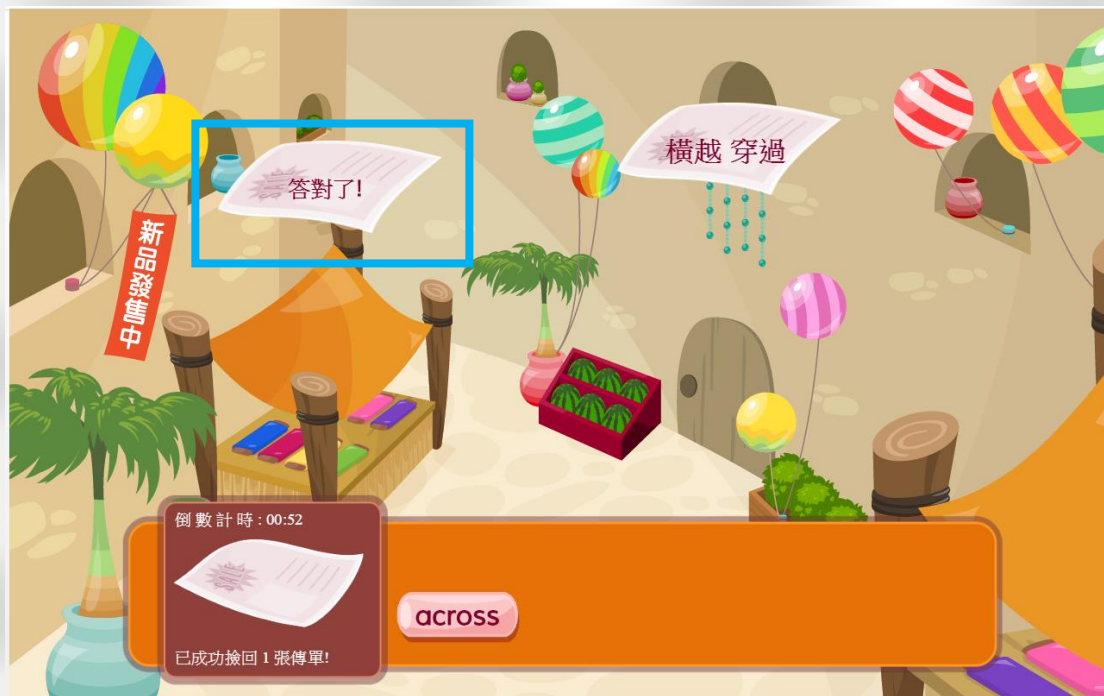 答對了!
橫越 穿過
新品發售中
倒數計時 : 00:52
across
已成功撿回 1 張傳單!